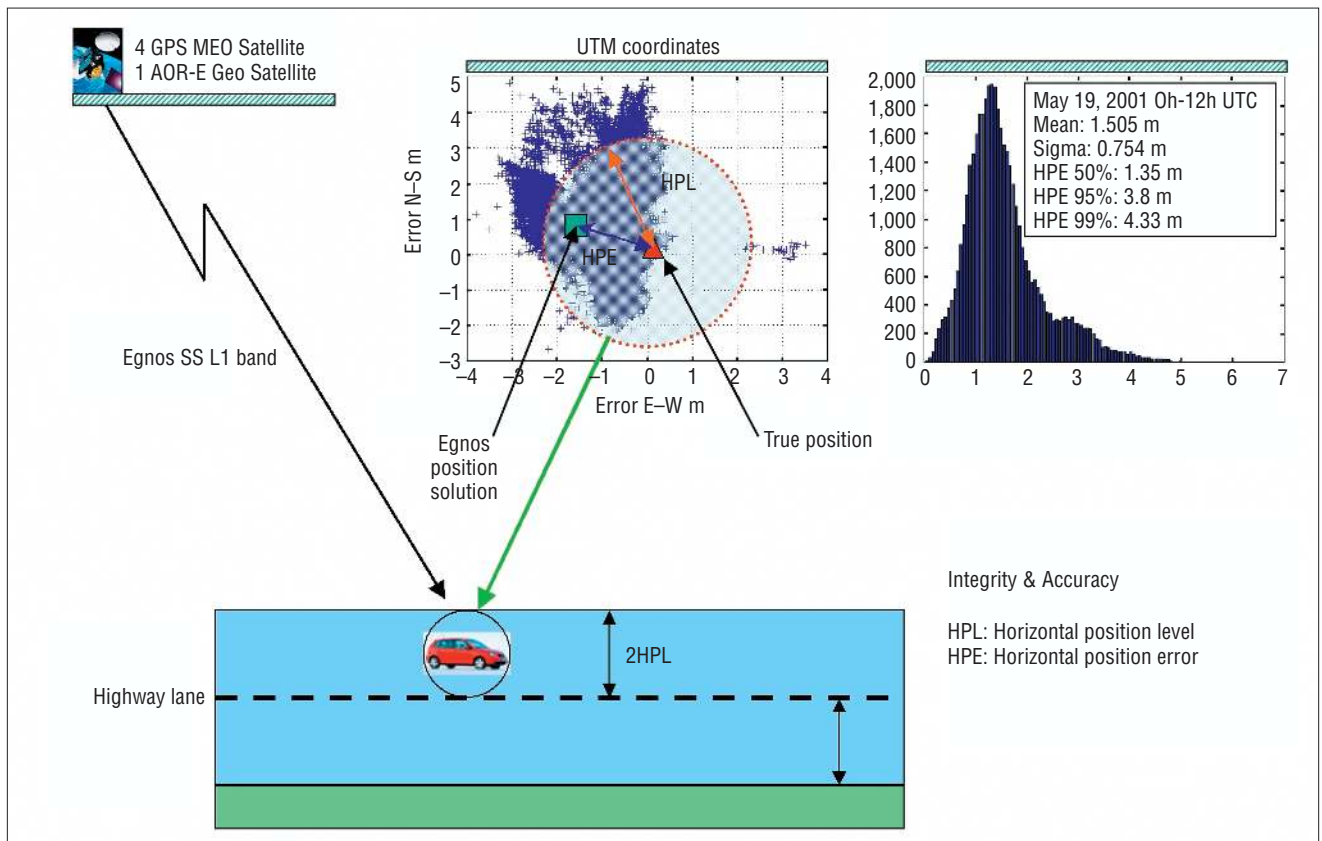 4 GPS MEO Satellite
1 AOR-E Geo Satellite
UTM coordinates
5
4
3
2
1
0
–1
–2
–3
–4
–3
–2
–1
0
1
2
3
4
Error N–S m
Error E–W m
HPL
HPE
2,000
1,800
1,600
1,400
1,200
1,000
800
600
400
200
0
0
1
2
3
4
5
6
7
May 19, 2001 Oh-12h UTC
Mean: 1.505 m
Sigma: 0.754 m
HPE 50%: 1.35 m
HPE 95%: 3.8 m
HPE 99%: 4.33 m
Egnos SS L1 band
Egnos
position
solution
True position
Integrity & Accuracy
HPL: Horizontal position level
HPE: Horizontal position error
2HPL
Highway lane